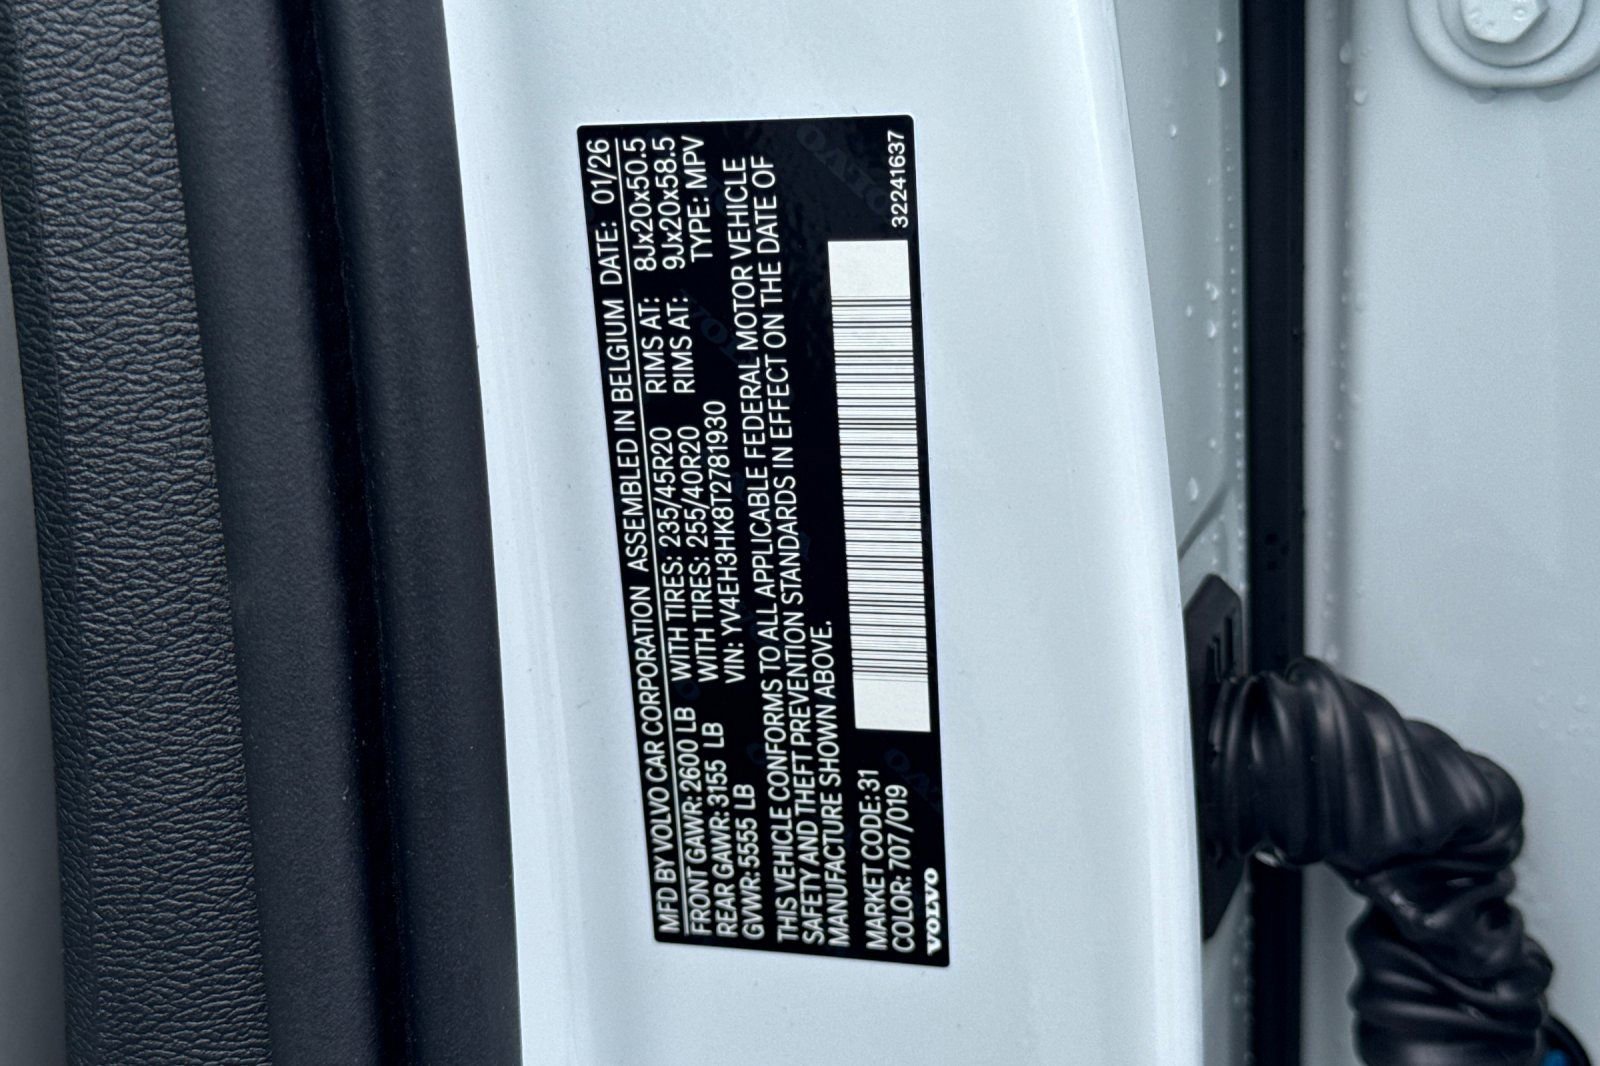 MFD BY VOLVO CAR CORPORATION ASSEMBLED IN BELGIUM DATE: 01/26
FRONT GAWR: 2600 LB WITH TIRES: 235/45R20 RIMS AT: 8Jx20x50.5
REAR GAWR: 3155 LB WITH TIRES: 255/40R20 RIMS AT: 9Jx20x58.5
GVWR: 5555 LB VIN: YV4EH3HK8T2781930 TYPE: MPV
THIS VEHICLE CONFORMS TO ALL APPLICABLE FEDERAL MOTOR VEHICLE
SAFETY AND THEFT PREVENTION STANDARDS IN EFFECT ON THE DATE OF
MANUFACTURE SHOWN ABOVE.
MARKET CODE: 31
COLOR: 707 /019
VOLVO
32241637